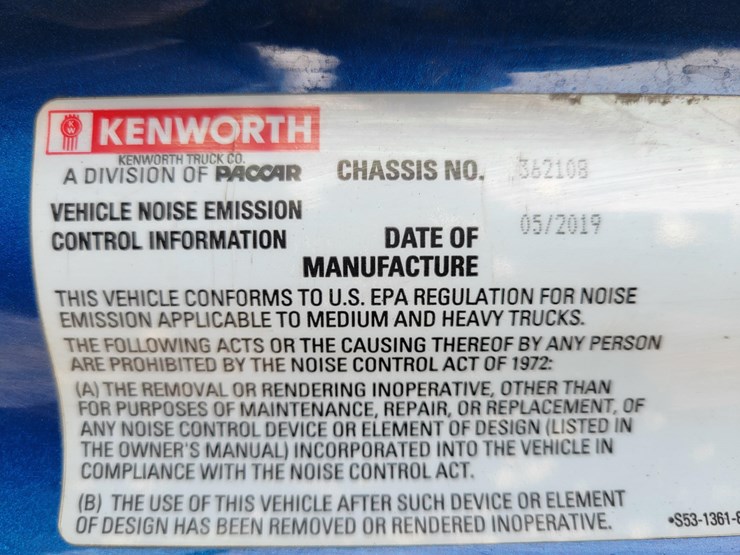 KENWORTH
KENWORTH TRUCK CO.
A DIVISION OF PACCAR
CHASSIS NO. 362108
VEHICLE NOISE EMISSION
CONTROL INFORMATION
DATE OF
MANUFACTURE
05/2019
THIS VEHICLE CONFORMS TO U.S. EPA REGULATION FOR NOISE
EMISSION APPLICABLE TO MEDIUM AND HEAVY TRUCKS.
THE FOLLOWING ACTS OR THE CAUSING THEREOF BY ANY PERSON
ARE PROHIBITED BY THE NOISE CONTROL ACT OF 1972:
(A) THE REMOVAL OR RENDERING INOPERATIVE, OTHER THAN
FOR PURPOSES OF MAINTENANCE, REPAIR, OR REPLACEMENT, OF
ANY NOISE CONTROL DEVICE OR ELEMENT OF DESIGN (LISTED IN
THE OWNER'S MANUAL) INCORPORATED INTO THE VEHICLE IN
COMPLIANCE WITH THE NOISE CONTROL ACT.
(B) THE USE OF THIS VEHICLE AFTER SUCH DEVICE OR ELEMENT
OF DESIGN HAS BEEN REMOVED OR RENDERED INOPERATIVE.
•S53-1361-